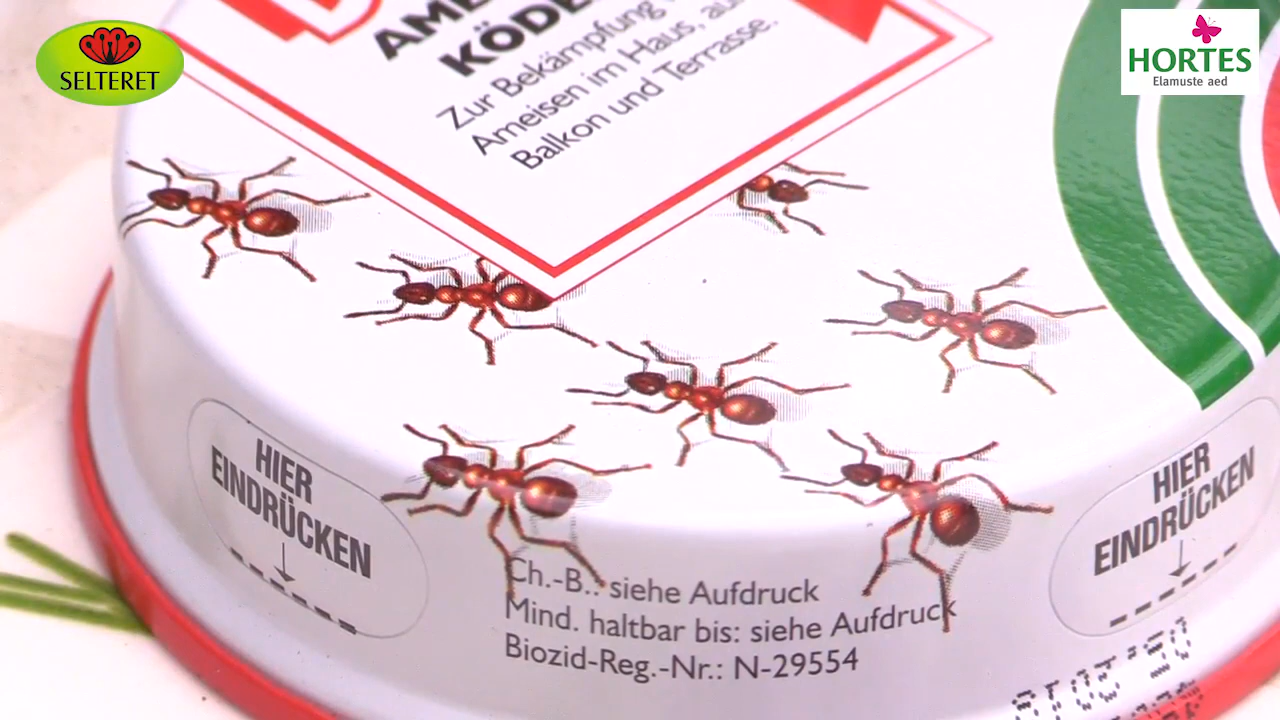 SELTERET
HORTES
Elamuste aed
Zur Bekämpfung
Ameisen im Haus, auf
Balkon und Terrasse.
HIER
EINDRÜCKEN
HIER
EINDRÜCKEN
Ch.-B.: siehe Aufdruck
Mind. haltbar bis: siehe Aufdruck
Biozid-Reg.-Nr.: N-29554